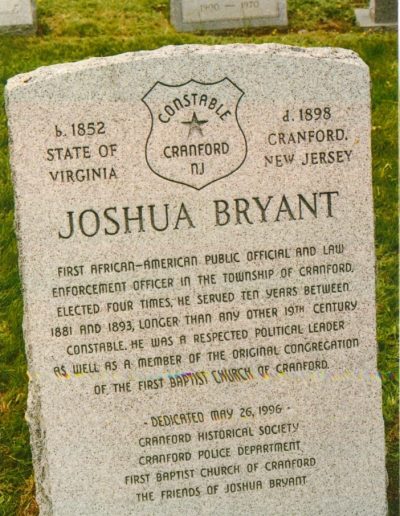 1900 - 1970
CONSTABLE
CRANFORD
NJ
b. 1852
STATE OF
VIRGINIA
d. 1898
CRANFORD,
NEW JERSEY
JOSHUA BRYANT
FIRST AFRICAN-AMERICAN PUBLIC OFFICIAL AND LAW
ENFORCEMENT OFFICER IN THE TOWNSHIP OF CRANFORD,
ELECTED FOUR TIMES, HE SERVED TEN YEARS BETWEEN
1881 AND 1893, LONGER THAN ANY OTHER 19TH CENTURY
CONSTABLE. HE WAS A RESPECTED POLITICAL LEADER
AS WELL AS A MEMBER OF THE ORIGINAL CONGREGATION
OF THE FIRST BAPTIST CHURCH OF CRANFORD.
- DEDICATED MAY 26, 1996 -
CRANFORD HISTORICAL SOCIETY
CRANFORD POLICE DEPARTMENT
FIRST BAPTIST CHURCH OF CRANFORD
THE FRIENDS OF JOSHUA BRYANT